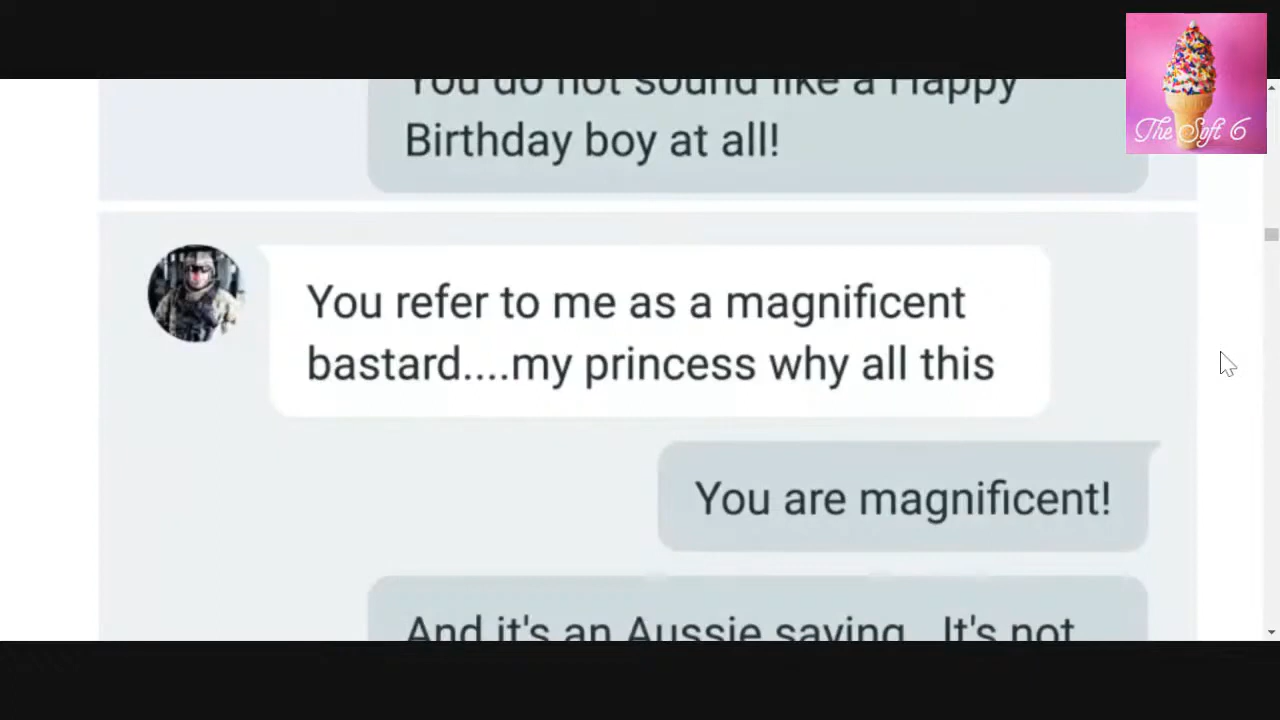 You do not sound like a Happy
Birthday boy at all!
The Soft 6
You refer to me as a magnificent
bastard....my princess why all this
You are magnificent!
And it's an Aussie saying. It's not